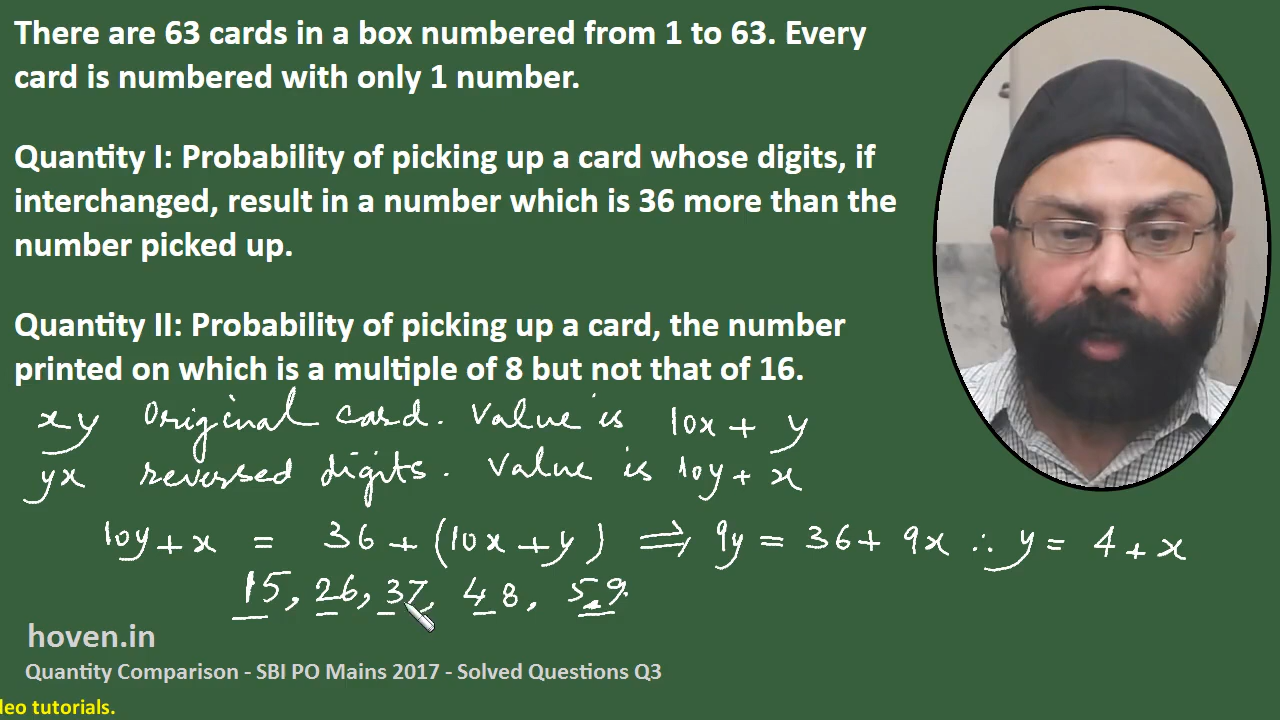 There are 63 cards in a box numbered from 1 to 63. Every
card is numbered with only 1 number.
Quantity I: Probability of picking up a card whose digits, if
interchanged, result in a number which is 36 more than the
number picked up.
Quantity II: Probability of picking up a card, the number
printed on which is a multiple of 8 but not that of 16.
xy Original card. Value is 10x + y
yx reversed digits. Value is 10y + x
10y + x = 36 + (10x + y) ⟹ 9y = 36 + 9x ∴ y = 4 + x
15, 26, 37, 48, 59
hoven.in
Quantity Comparison - SBI PO Mains 2017 - Solved Questions Q3
deo tutorials.